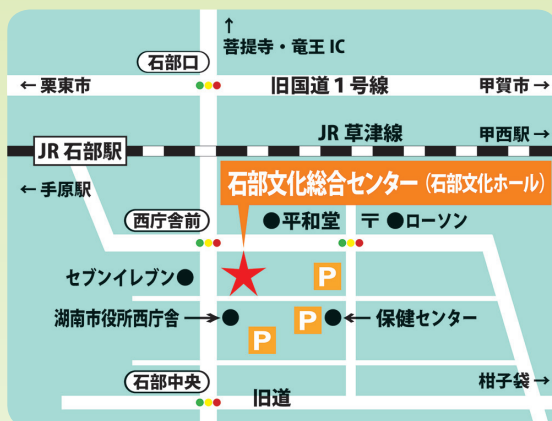 ↑
菩提寺・竜王 IC
石部口
← 栗東市
旧国道１号線
甲賀市 →
JR 草津線
甲西駅 →
JR 石部駅
← 手原駅
石部文化総合センター（石部文化ホール）
西庁舎前
●平和堂
〒 ●ローソン
セブンイレブン●
P
湖南市役所西庁舎→●
P
●←保健センター
P
石部中央
旧道
柑子袋 →